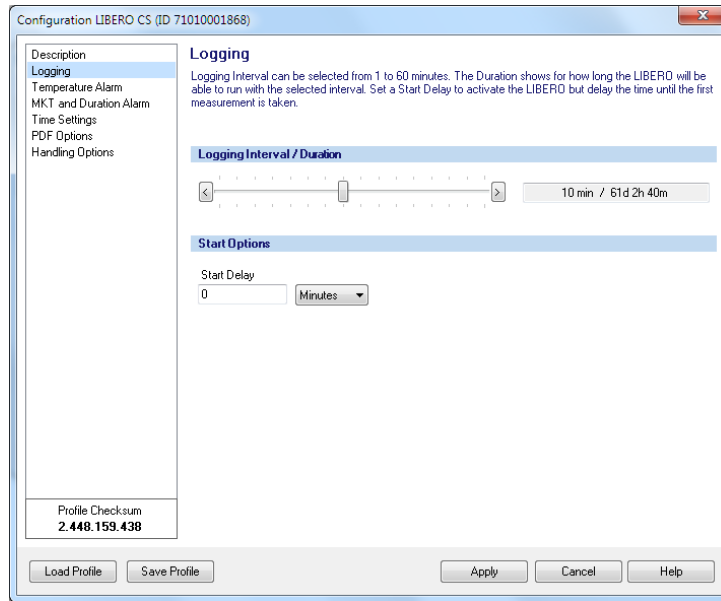 Configuration LIBERO CS (ID 71010001868)
Description
Logging
Temperature Alarm
MKT and Duration Alarm
Time Settings
PDF Options
Handling Options
Profile Checksum
2.448.159.438
Logging
Logging Interval can be selected from 1 to 60 minutes. The Duration shows for how long the LIBERO will be
able to run with the selected interval. Set a Start Delay to activate the LIBERO but delay the time until the first
measurement is taken.
Logging Interval / Duration
< > 10 min / 61d 2h 40m
Start Options
Start Delay
0 Minutes
Load Profile Save Profile Apply Cancel Help